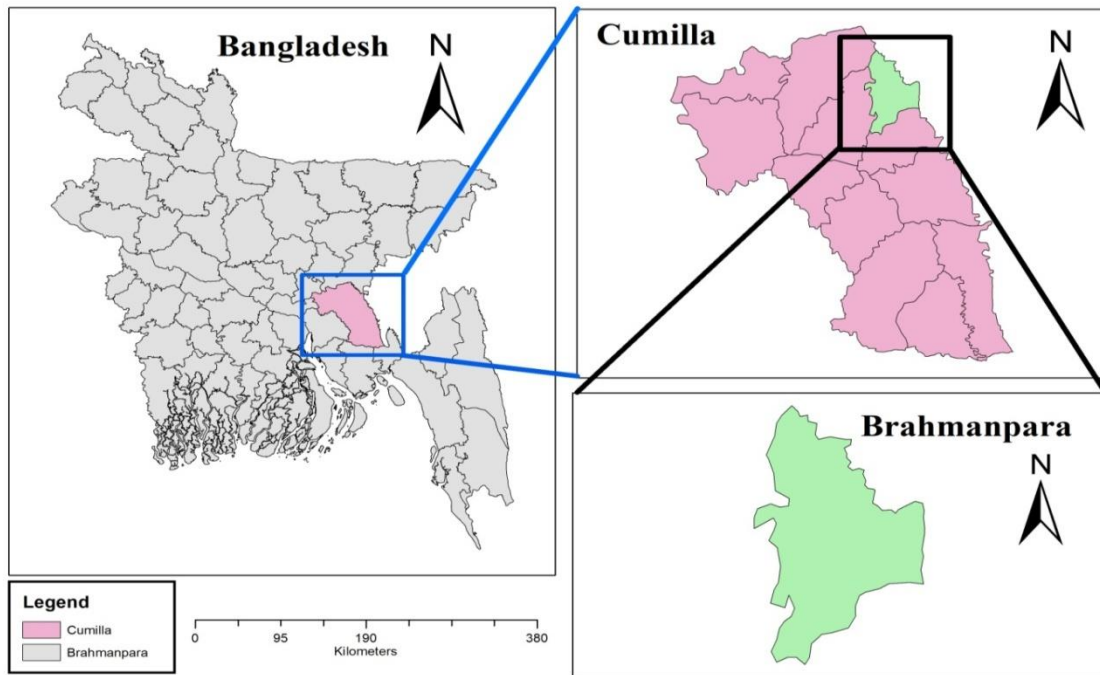 Bangladesh
N
Cumilla
N
Brahmanpara
N
Legend
Cumilla
Brahmanpara
0 95 190 380
Kilometers